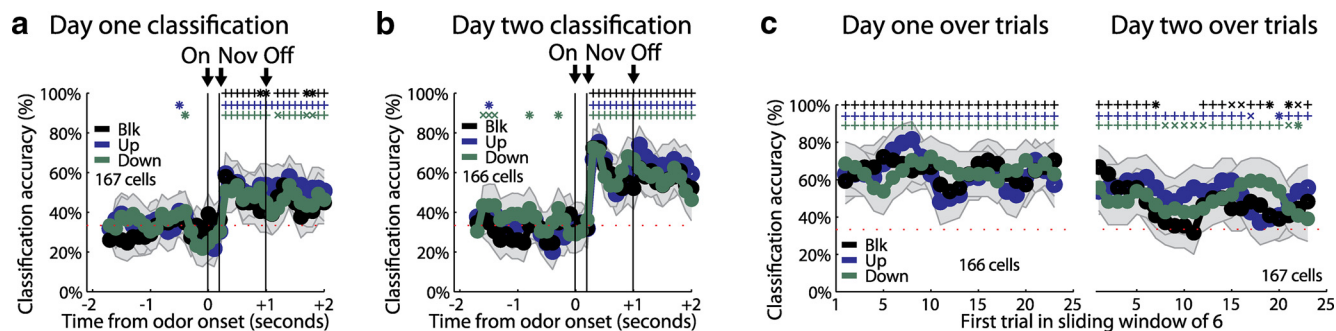 a Day one classification
On Nov Off
Classification accuracy (%)
100%
80%
60%
40%
20%
0%
Blk
Up
Down
167 cells
-2 -1 0 +1 +2
Time from odor onset (seconds)
b Day two classification
On Nov Off
Classification accuracy (%)
100%
80%
60%
40%
20%
0%
Blk
Up
Down
166 cells
-2 -1 0 +1 +2
Time from odor onset (seconds)
c Day one over trials Day two over trials
Classification accuracy (%)
100%
80%
60%
40%
20%
0%
Blk
Up
Down
166 cells
1 5 10 15 20 25
Blk
Up
Down
167 cells
5 10 15 20 25
First trial in sliding window of 6